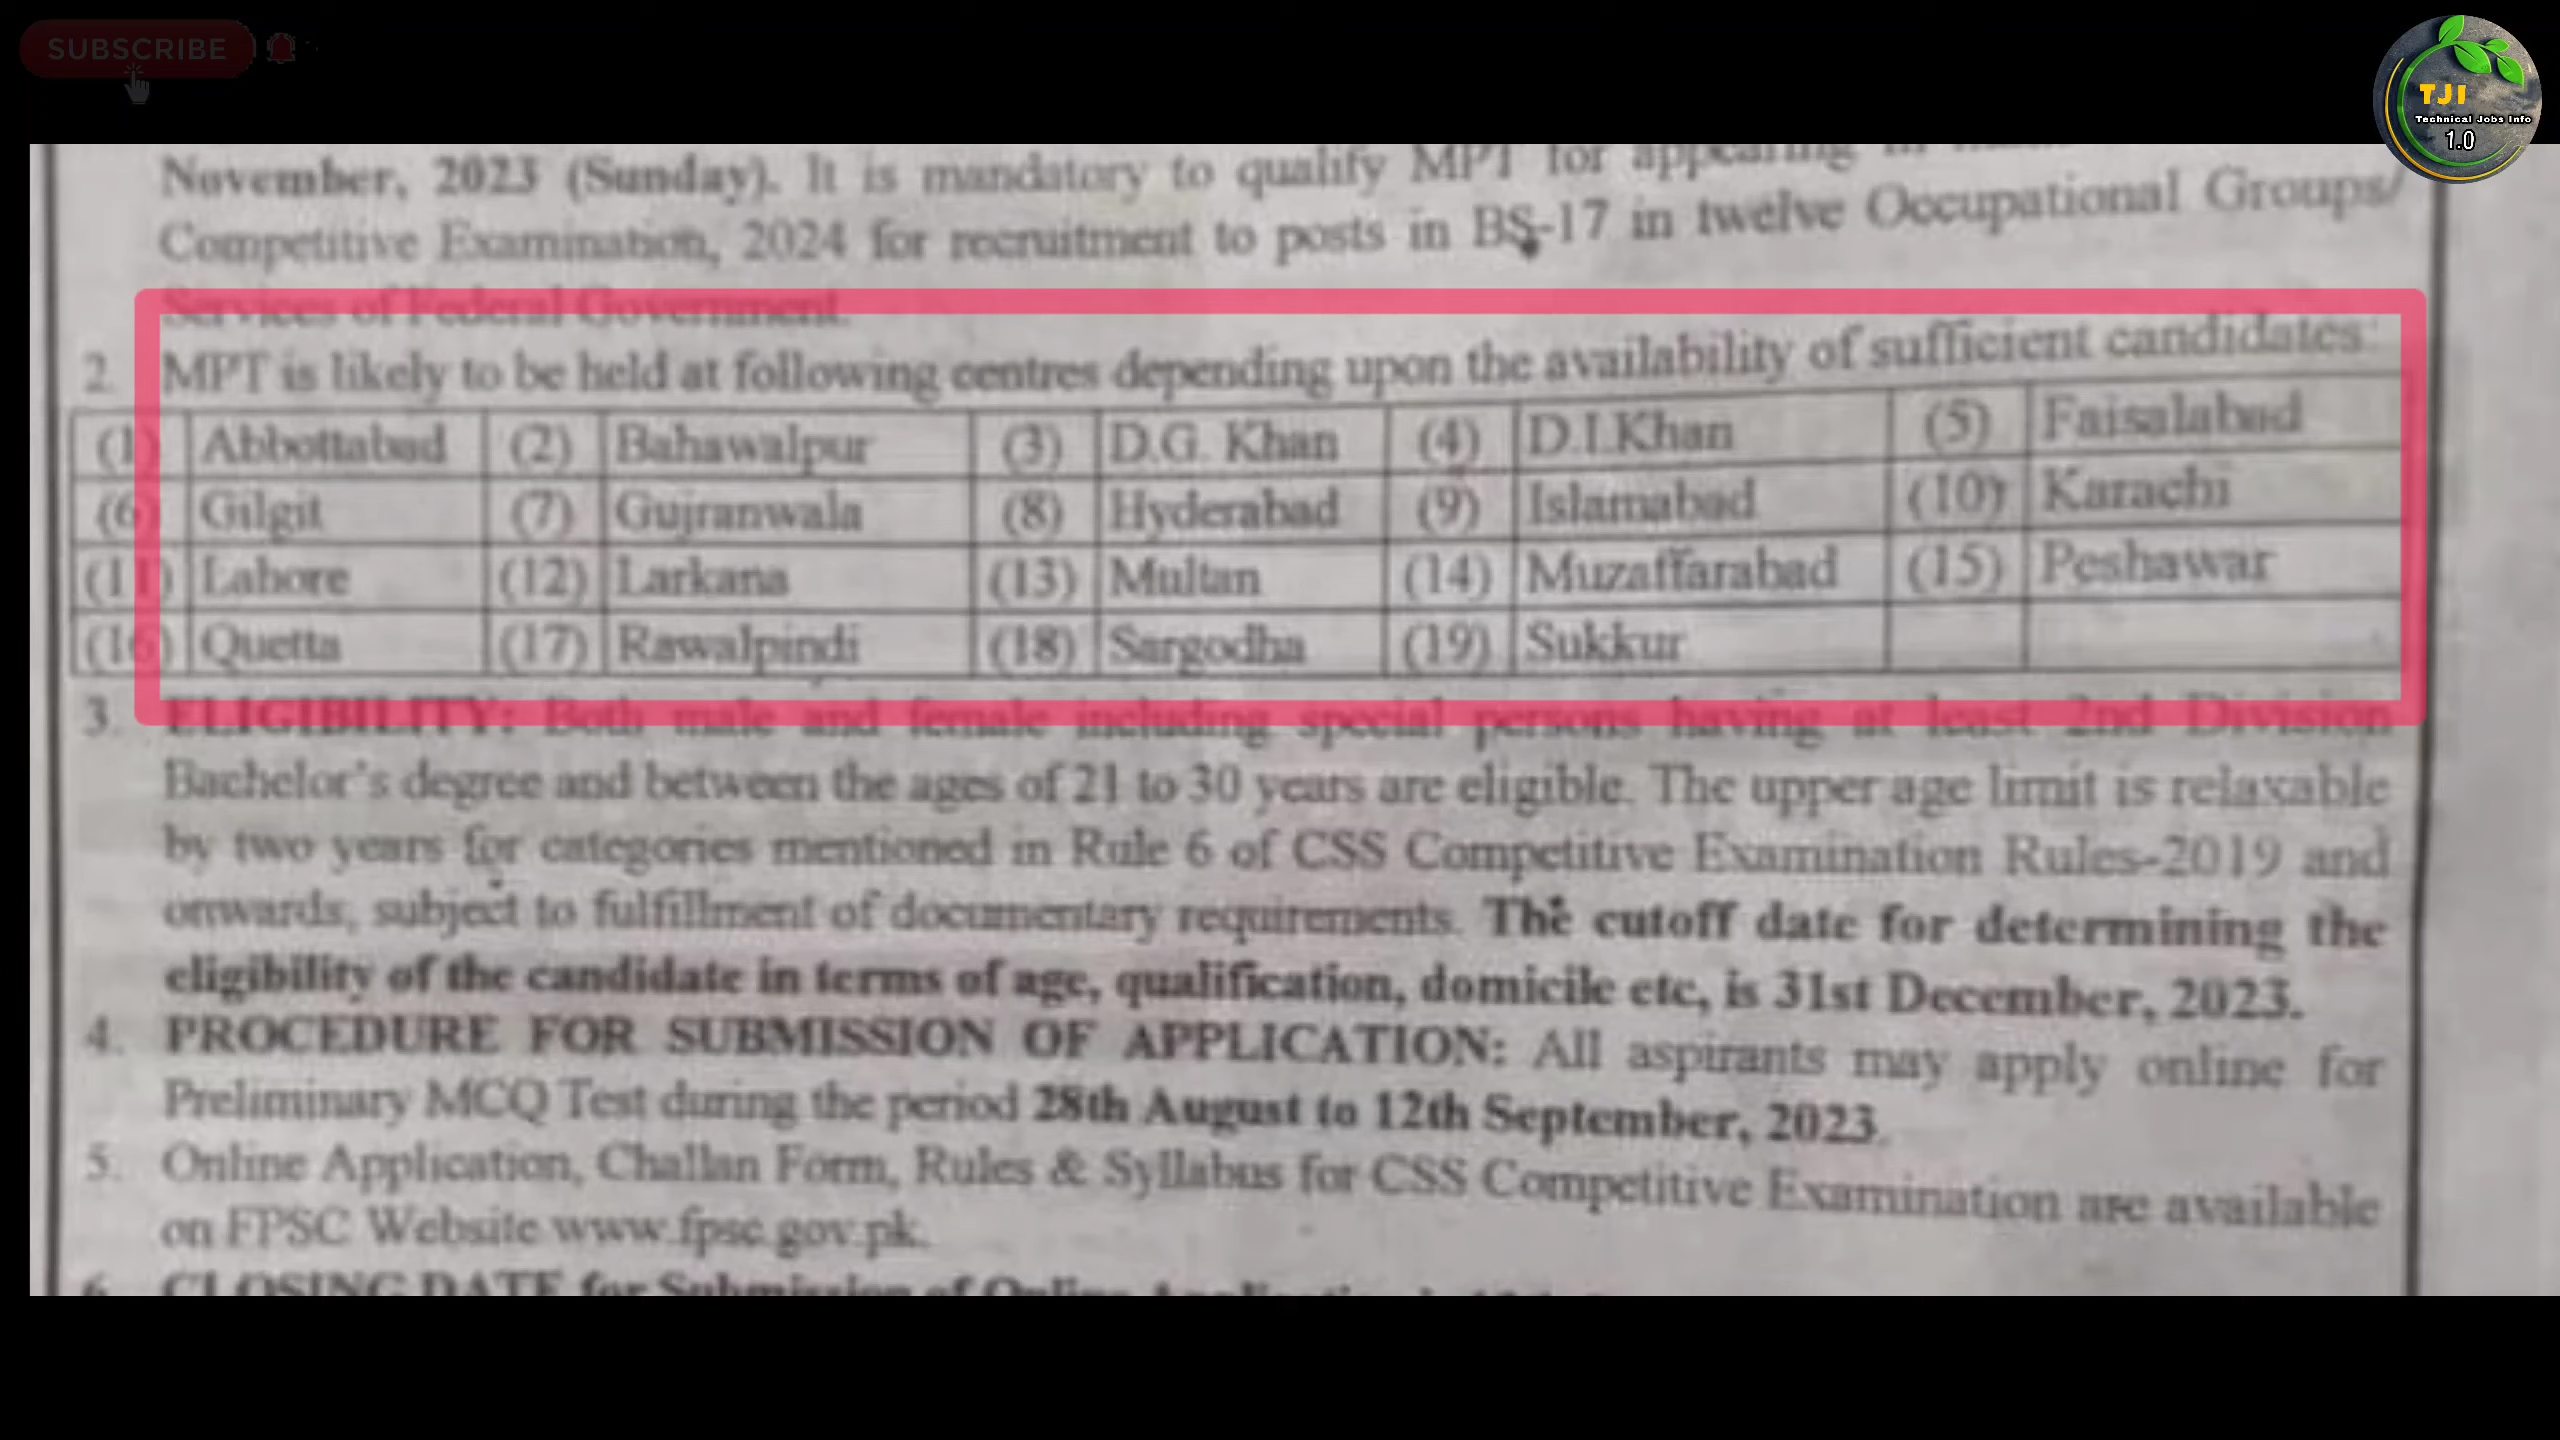 SUBSCRIBE
TJI
Technical Jobs Info
1.0
November, 2023 (Sunday). It is mandatory to qualify MPT for appearing in
Competitive Examination, 2024 for recruitment to posts in BS-17 in twelve Occupational Groups/
Services of Federal Government.
2. MPT is likely to be held at following centres depending upon the availability of sufficient candidates:
(1) Abbottabad (2) Bahawalpur (3) D.G. Khan (4) D.I.Khan (5) Faisalabad
(6) Gilgit (7) Gujranwala (8) Hyderabad (9) Islamabad (10) Karachi
(11) Lahore (12) Larkana (13) Multan (14) Muzaffarabad (15) Peshawar
(16) Quetta (17) Rawalpindi (18) Sargodha (19) Sukkur
3. ELIGIBILITY: Both male and female including special persons having at least 2nd Division
Bachelor's degree and between the ages of 21 to 30 years are eligible. The upper age limit is relaxable
by two years for categories mentioned in Rule 6 of CSS Competitive Examination Rules-2019 and
onwards, subject to fulfillment of documentary requirements. The cutoff date for determining the
eligibility of the candidate in terms of age, qualification, domicile etc, is 31st December, 2023.
4. PROCEDURE FOR SUBMISSION OF APPLICATION: All aspirants may apply online for
Preliminary MCQ Test during the period 28th August to 12th September, 2023.
5. Online Application, Challan Form, Rules & Syllabus for CSS Competitive Examination are available
on FPSC Website www.fpsc.gov.pk.
6. CLOSING DATE for Submission of Online